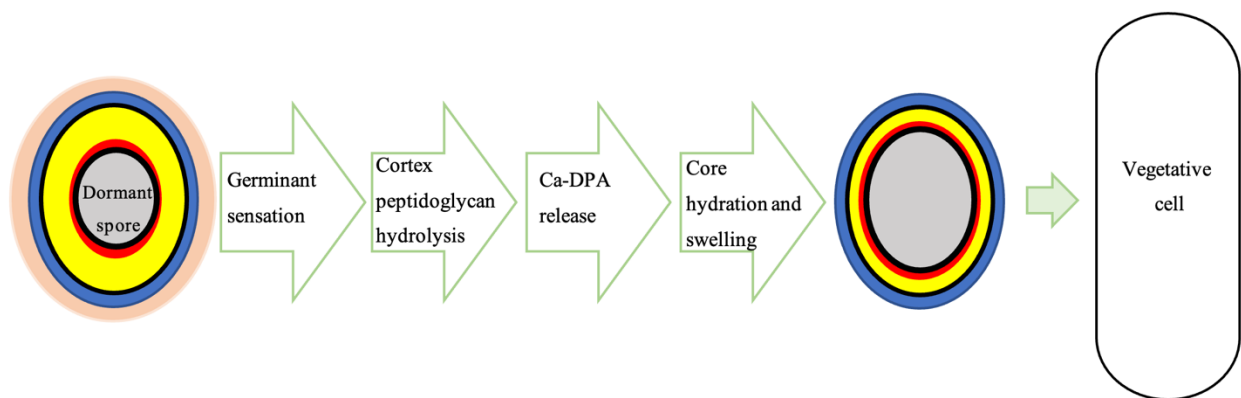 Dormant
spore
Germinant
sensation
Cortex
peptidoglycan
hydrolysis
Ca-DPA
release
Core
hydration and
swelling
Vegetative
cell